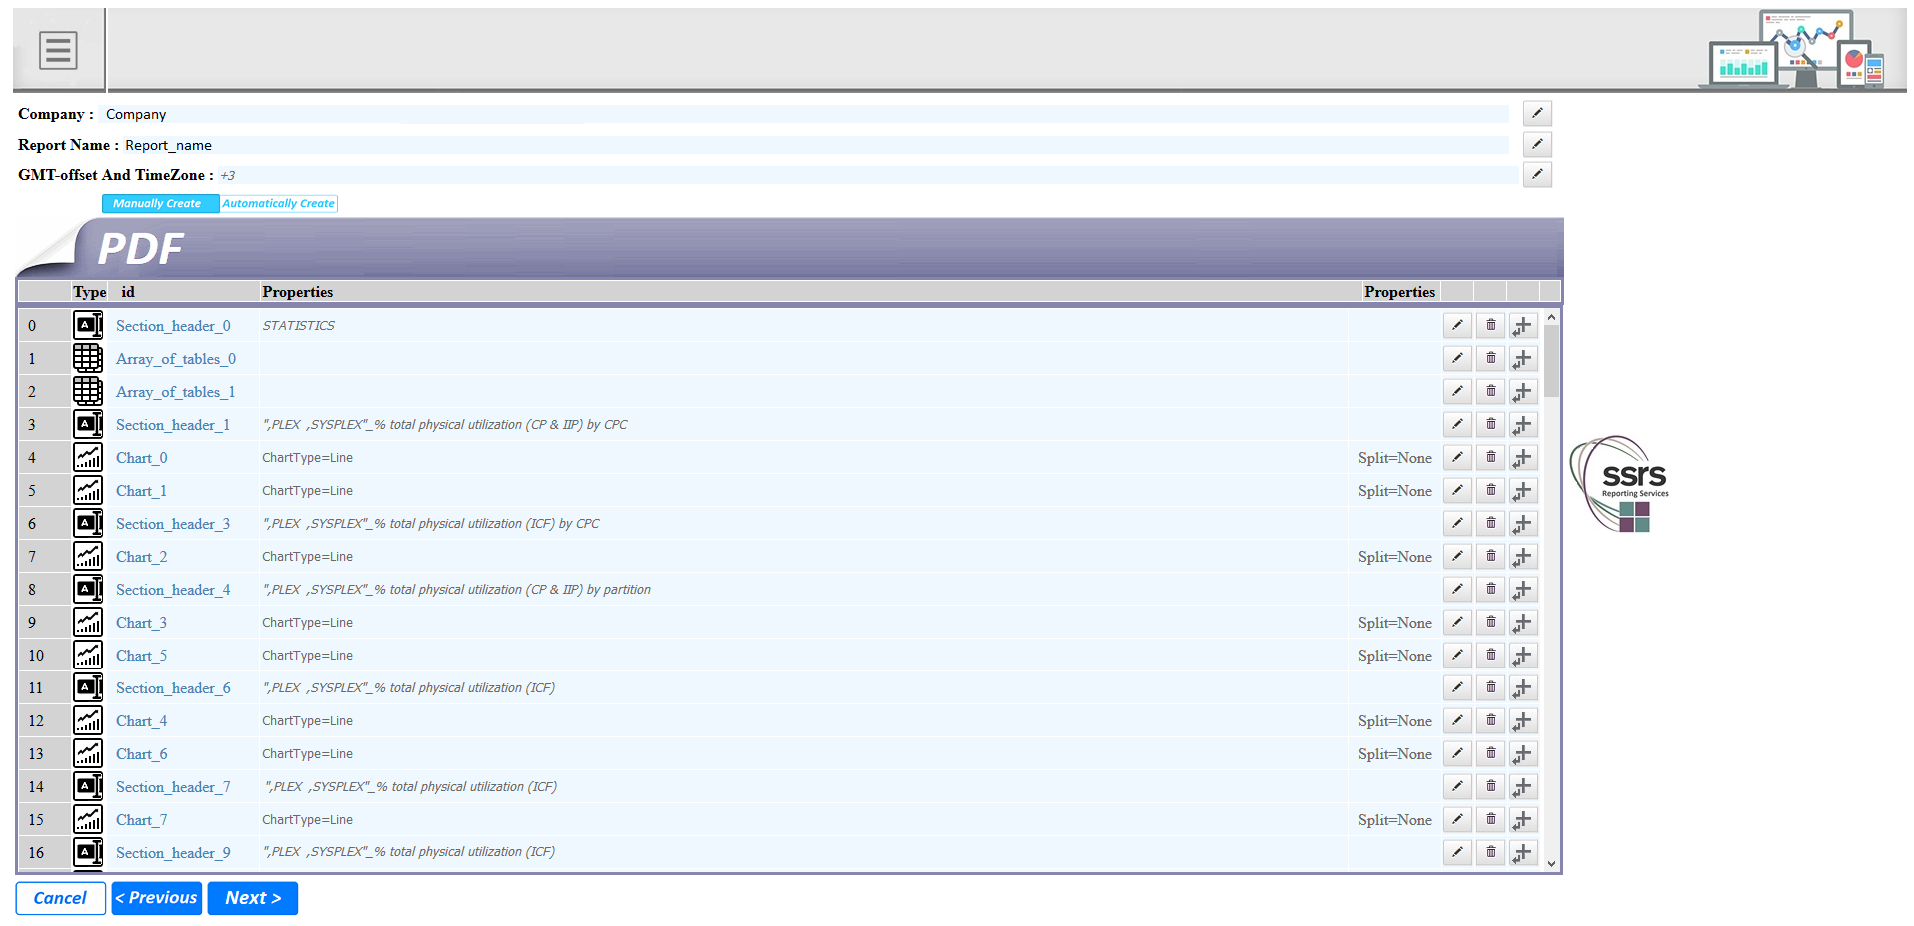 Company : Company
Report Name : Report_name
GMT-offset And TimeZone : +3
Manually Create Automatically Create
PDF
Type id Properties Properties
0 Section_header_0 STATISTICS
1 Array_of_tables_0
2 Array_of_tables_1
3 Section_header_1 ",PLEX ,SYSPLEX"_% total physical utilization (CP & IIP) by CPC
4 Chart_0 ChartType=Line Split=None
5 Chart_1 ChartType=Line Split=None
6 Section_header_3 ",PLEX ,SYSPLEX"_% total physical utilization (ICF) by CPC
7 Chart_2 ChartType=Line Split=None
8 Section_header_4 ",PLEX ,SYSPLEX"_% total physical utilization (CP & IIP) by partition
9 Chart_3 ChartType=Line Split=None
10 Chart_5 ChartType=Line Split=None
11 Section_header_6 ",PLEX ,SYSPLEX"_% total physical utilization (ICF)
12 Chart_4 ChartType=Line Split=None
13 Chart_6 ChartType=Line Split=None
14 Section_header_7 ",PLEX ,SYSPLEX"_% total physical utilization (ICF)
15 Chart_7 ChartType=Line Split=None
16 Section_header_9 ",PLEX ,SYSPLEX"_% total physical utilization (ICF)
ssrs
Reporting Services
Cancel < Previous Next >